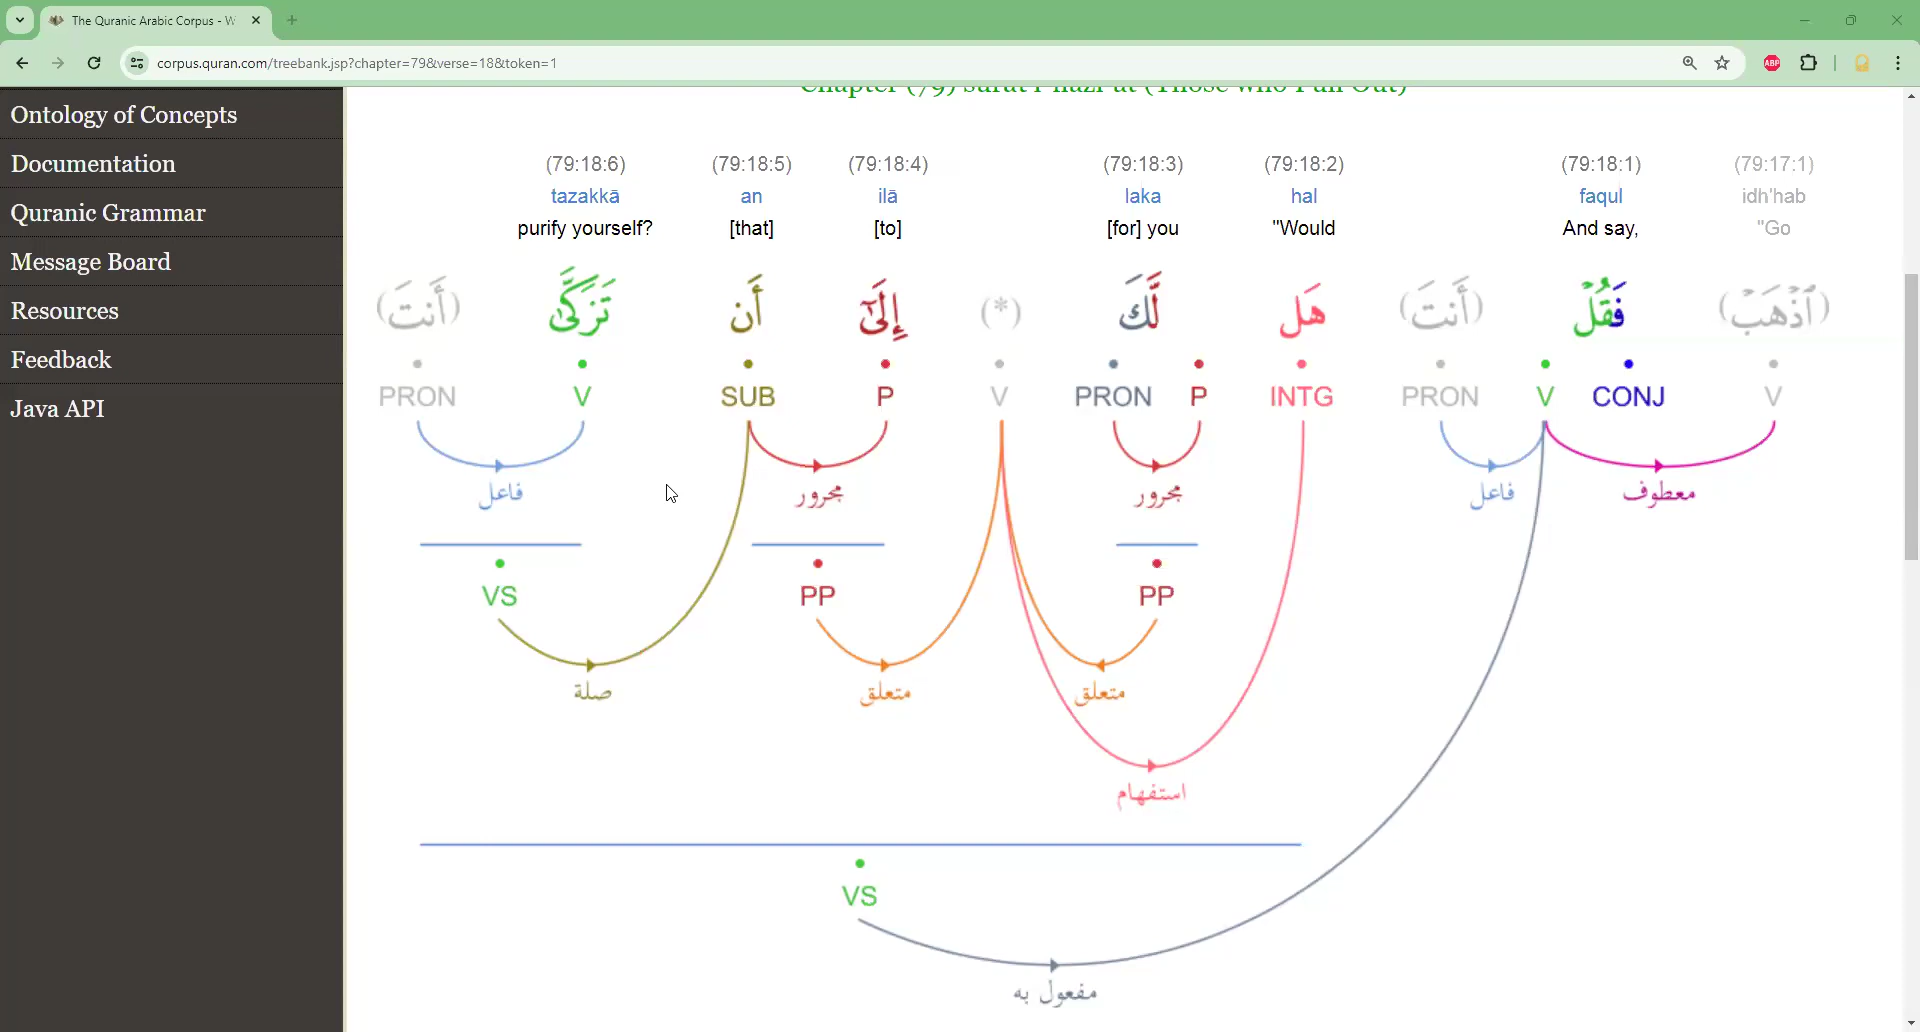 The Quranic Arabic Corpus - W
corpus.quran.com/treebank.jsp?chapter=79&verse=18&token=1
ABP
Ontology of Concepts
Documentation
Quranic Grammar
Message Board
Resources
Feedback
Java API
(79:18:6) (79:18:5) (79:18:4) (79:18:3) (79:18:2) (79:18:1) (79:17:1)
tazakkā an ilā laka hal faqul idh'hab
purify yourself? [that] [to] [for] you "Would And say, "Go
(ٱذۡهَبۡ) فَقُلۡ (أَنتَ) هَل لَّكَ (*) إِلَىٰٓ أَن تَزَكَّىٰ (أَنتَ)
PRON V SUB P V PRON P INTG PRON V CONJ V
معطوف فاعل مجرور مجرور فاعل
VS PP PP
متعلق متعلق صلة
استفهام
VS
مفعول به